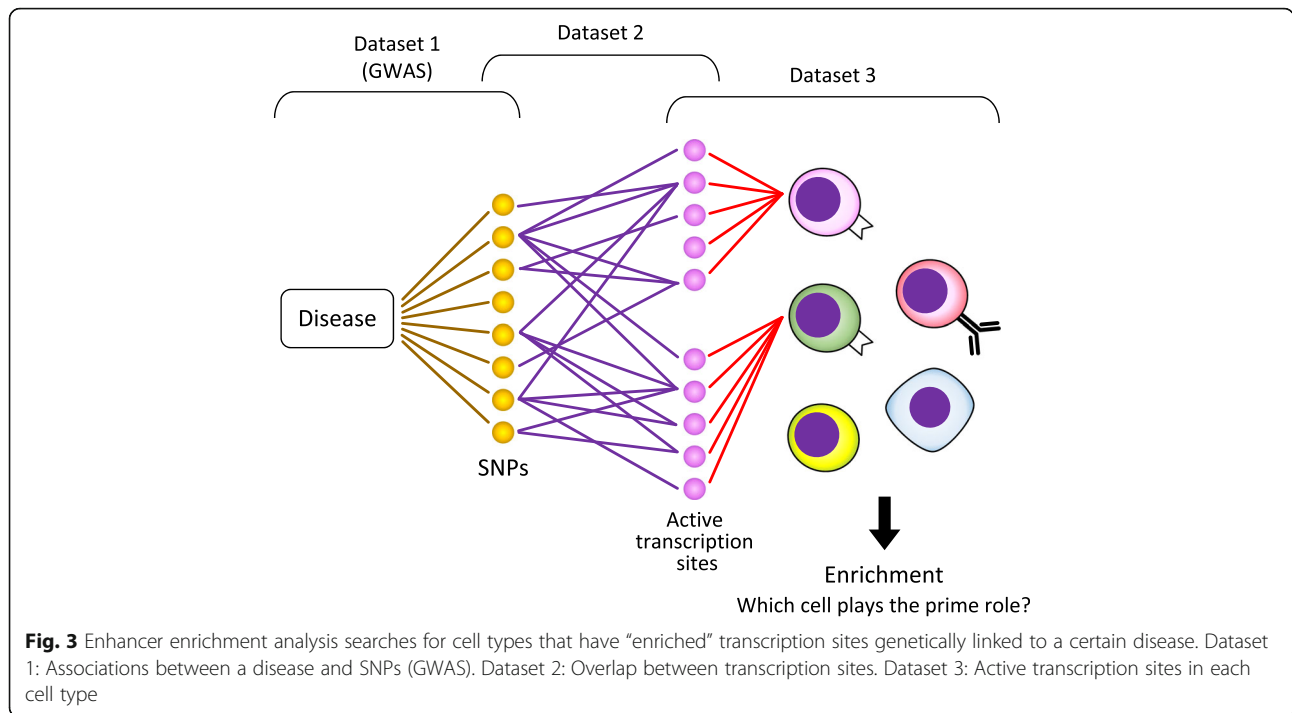 Dataset 1
(GWAS)
Dataset 2
Dataset 3
Disease
SNPs
Active
transcription
sites
Enrichment
Which cell plays the prime role?
Fig. 3 Enhancer enrichment analysis searches for cell types that have “enriched” transcription sites genetically linked to a certain disease. Dataset
1: Associations between a disease and SNPs (GWAS). Dataset 2: Overlap between transcription sites. Dataset 3: Active transcription sites in each
cell type